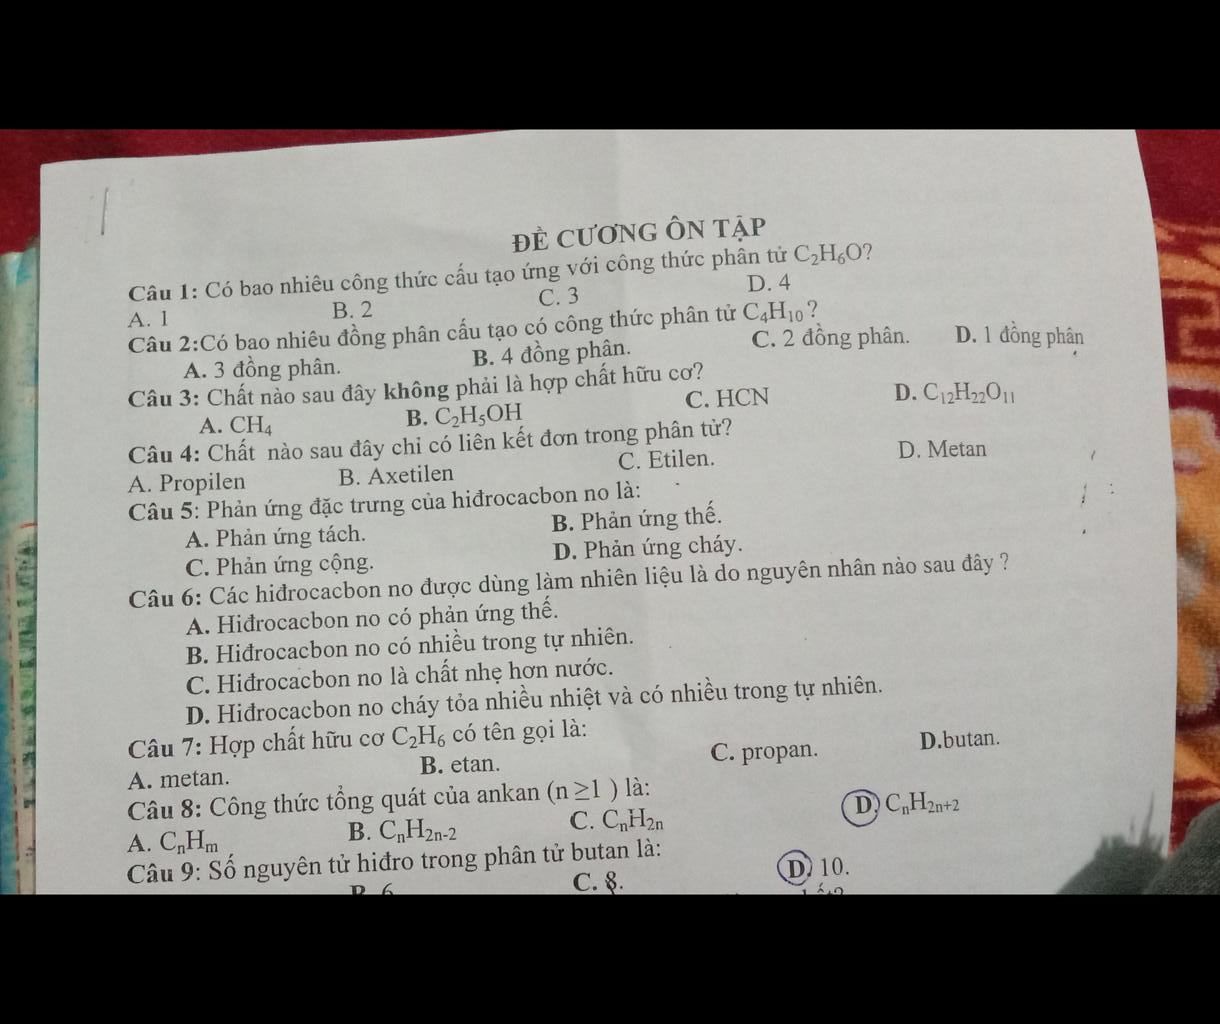 ĐỀ CƯƠNG ÔN TẬP
Câu 1: Có bao nhiêu công thức cấu tạo ứng với công thức phân tử C₂H₆O?
A. 1 B. 2 C. 3 D. 4
Câu 2:Có bao nhiêu đồng phân cấu tạo có công thức phân tử C₄H₁₀?
A. 3 đồng phân. B. 4 đồng phân. C. 2 đồng phân. D. 1 đồng phân
Câu 3: Chất nào sau đây không phải là hợp chất hữu cơ?
A. CH₄ B. C₂H₅OH C. HCN D. C₁₂H₂₂O₁₁
Câu 4: Chất nào sau đây chỉ có liên kết đơn trong phân tử?
A. Propilen B. Axetilen C. Etilen. D. Metan
Câu 5: Phản ứng đặc trưng của hiđrocacbon no là:
A. Phản ứng tách. B. Phản ứng thế.
C. Phản ứng cộng. D. Phản ứng cháy.
Câu 6: Các hiđrocacbon no được dùng làm nhiên liệu là do nguyên nhân nào sau đây ?
A. Hiđrocacbon no có phản ứng thế.
B. Hiđrocacbon no có nhiều trong tự nhiên.
C. Hiđrocacbon no là chất nhẹ hơn nước.
D. Hiđrocacbon no cháy tỏa nhiều nhiệt và có nhiều trong tự nhiên.
Câu 7: Hợp chất hữu cơ C₂H₆ có tên gọi là:
A. metan. B. etan. C. propan. D.butan.
Câu 8: Công thức tổng quát của ankan (n ≥1 ) là:
A. CₙHₘ B. CₙH₂ₙ₋₂ C. CₙH₂ₙ D. CₙH₂ₙ₊₂
Câu 9: Số nguyên tử hiđro trong phân tử butan là:
B. 6 C. 8. D. 10.